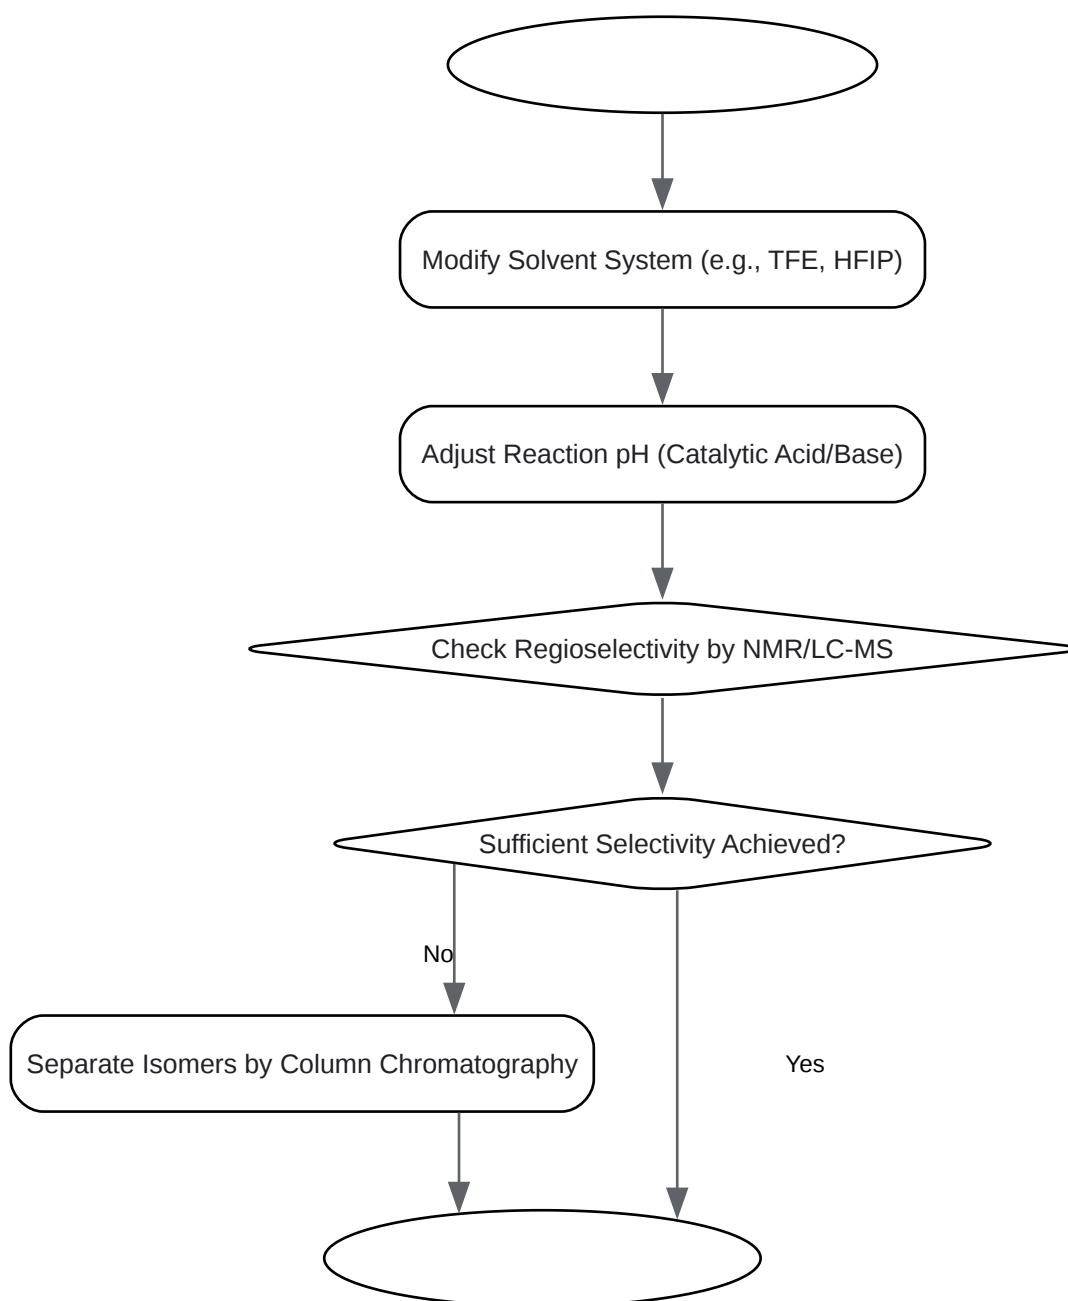 Modify Solvent System (e.g., TFE, HFIP)
Adjust Reaction pH (Catalytic Acid/Base)
Check Regioselectivity by NMR/LC-MS
Sufficient Selectivity Achieved?
No
Separate Isomers by Column Chromatography
Yes